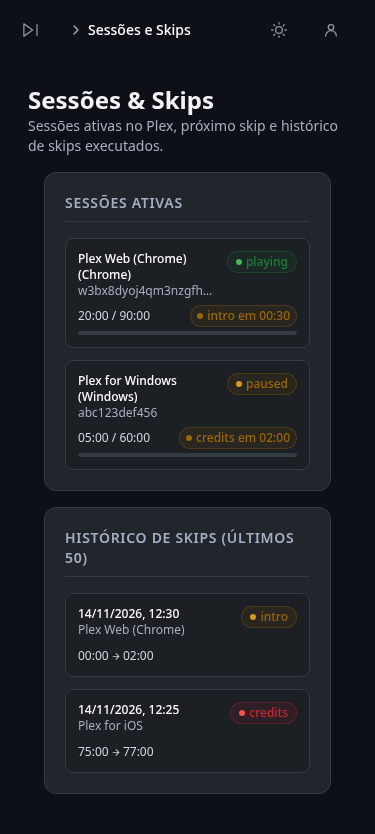 Sessões e Skips
Sessões & Skips
Sessões ativas no Plex, próximo skip e histórico
de skips executados.
SESSÕES ATIVAS
Plex Web (Chrome)
(Chrome)
playing
w3bx8dyoj4qm3nzgfh...
20:00 / 90:00
intro em 00:30
Plex for Windows
(Windows)
paused
abc123def456
05:00 / 60:00
credits em 02:00
HISTÓRICO DE SKIPS (ÚLTIMOS
50)
14/11/2026, 12:30
intro
Plex Web (Chrome)
00:00 → 02:00
14/11/2026, 12:25
credits
Plex for iOS
75:00 → 77:00